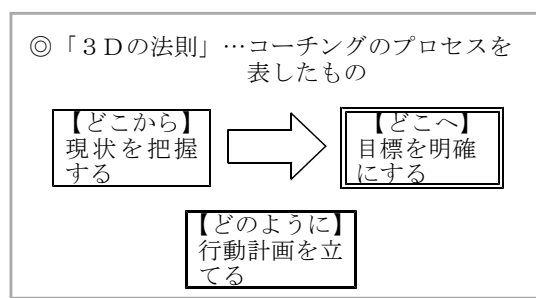 ◎「３Ｄの法則」…コーチングのプロセスを
表したもの
【どこから】
現状を把握
する
【どこへ】
目標を明確
にする
【どのように】
行動計画を立
てる